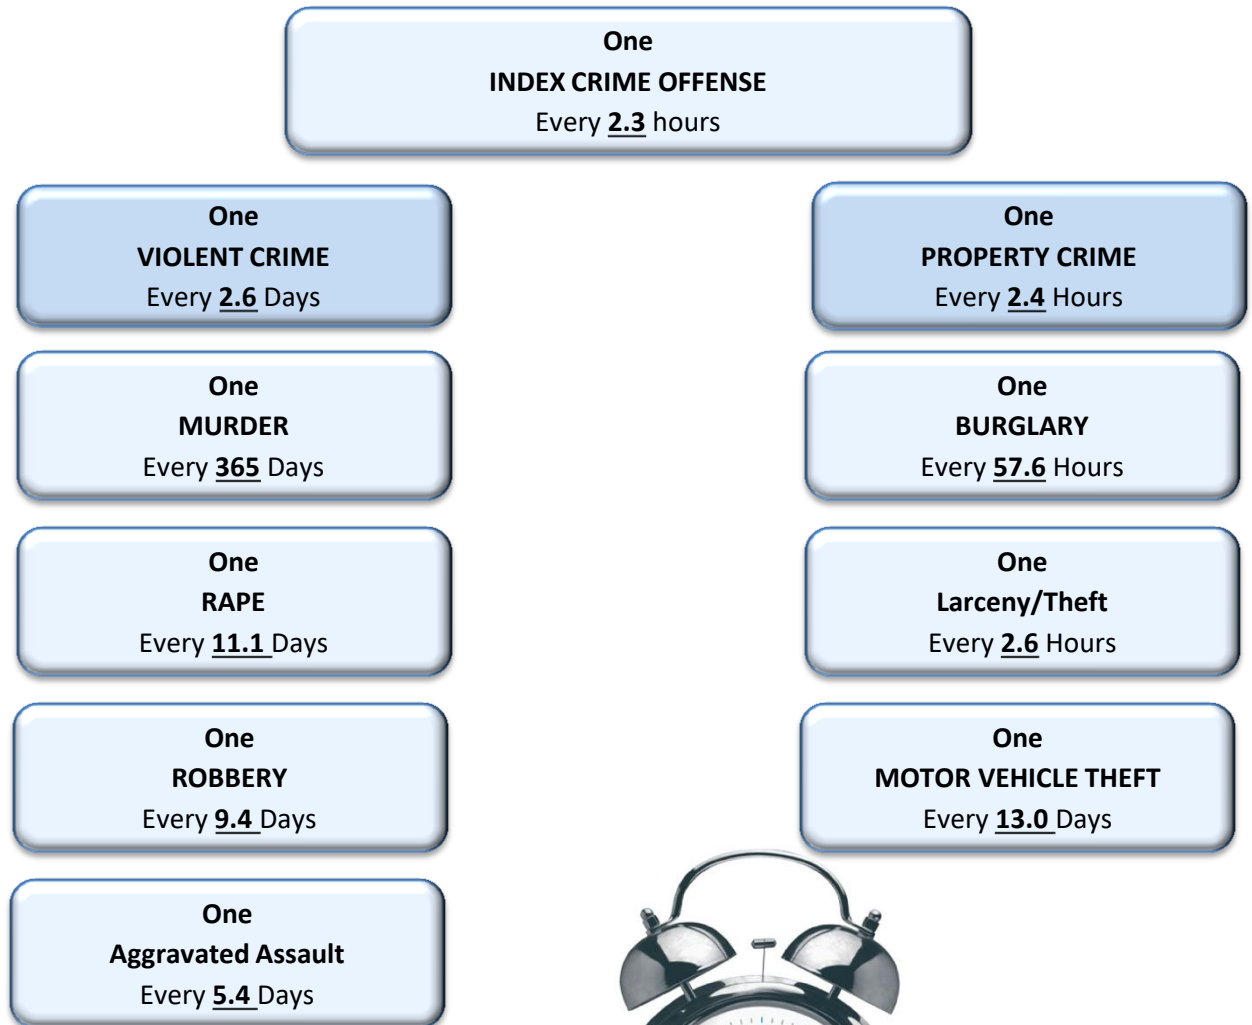 One
INDEX CRIME OFFENSE
Every 2.3 hours
One
VIOLENT CRIME
Every 2.6 Days
One
PROPERTY CRIME
Every 2.4 Hours
One
MURDER
Every 365 Days
One
BURGLARY
Every 57.6 Hours
One
RAPE
Every 11.1 Days
One
Larceny/Theft
Every 2.6 Hours
One
ROBBERY
Every 9.4 Days
One
MOTOR VEHICLE THEFT
Every 13.0 Days
One
Aggravated Assault
Every 5.4 Days